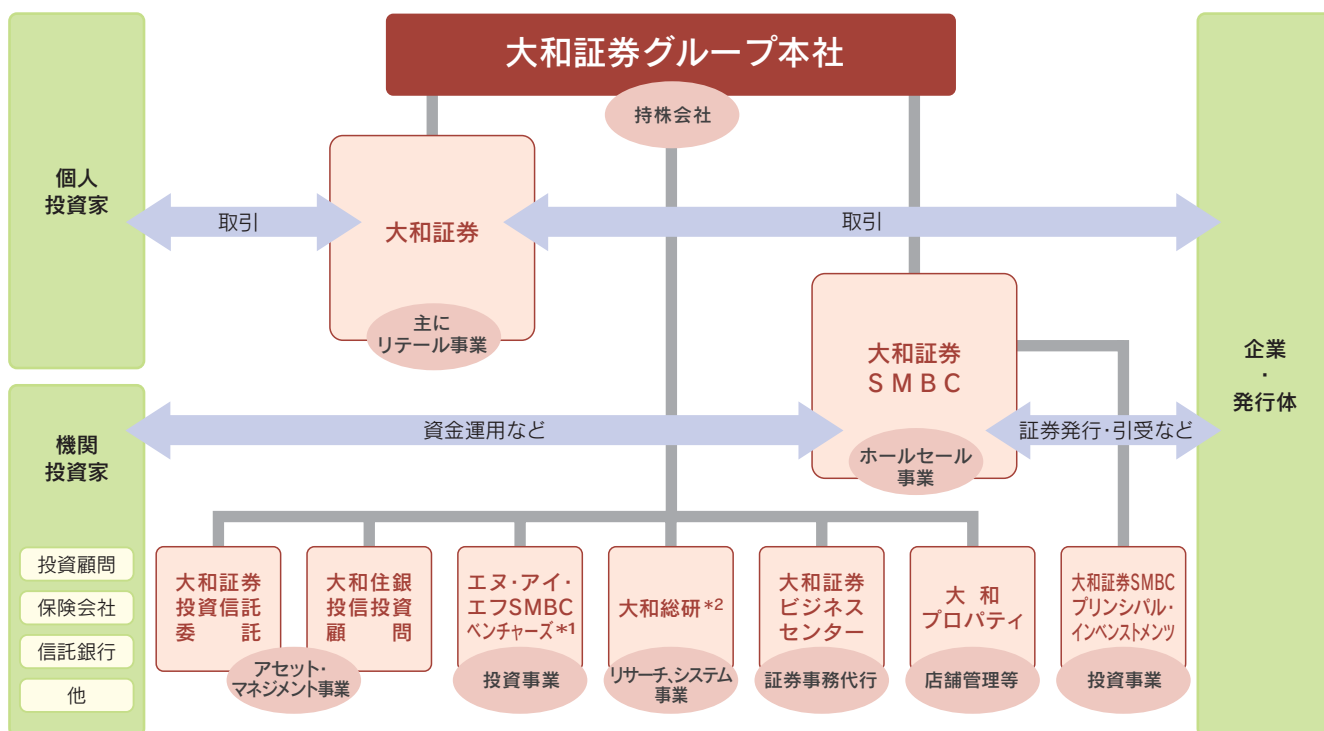 大和証券グループ本社
持株会社
個人
投資家
取引
大和証券
取引
主に
リテール事業
大和証券
SMBC
ホールセール
事業
企業
・
発行体
機関
投資家
資金運用など
証券発行・引受など
投資顧問
保険会社
信託銀行
他
大和証券
投資信託
委託
大和住銀
投信投資
顧問
アセット・
マネジメント事業
エヌ・アイ・
エフSMBC
ベンチャーズ*1
投資事業
大和総研*2
リサーチ、システム
事業
大和証券
ビジネス
センター
証券事務代行
大和
プロパティ
店舗管理等
大和証券SMBC
プリンシパル・
インベンストメンツ
投資事業